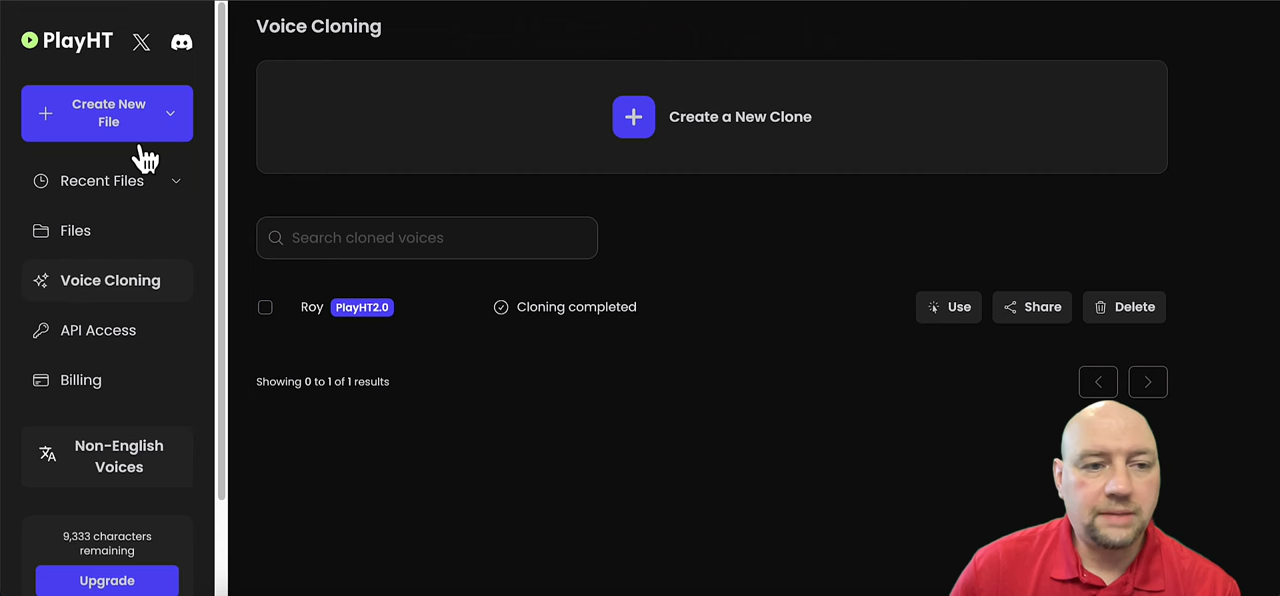 PlayHT
Create New
File
Recent Files
Files
Voice Cloning
API Access
Billing
Non-English
Voices
9,333 characters
remaining
Upgrade
Voice Cloning
Create a New Clone
Search cloned voices
Roy PlayHT2.0 Cloning completed Use Share Delete
Showing 0 to 1 of 1 results